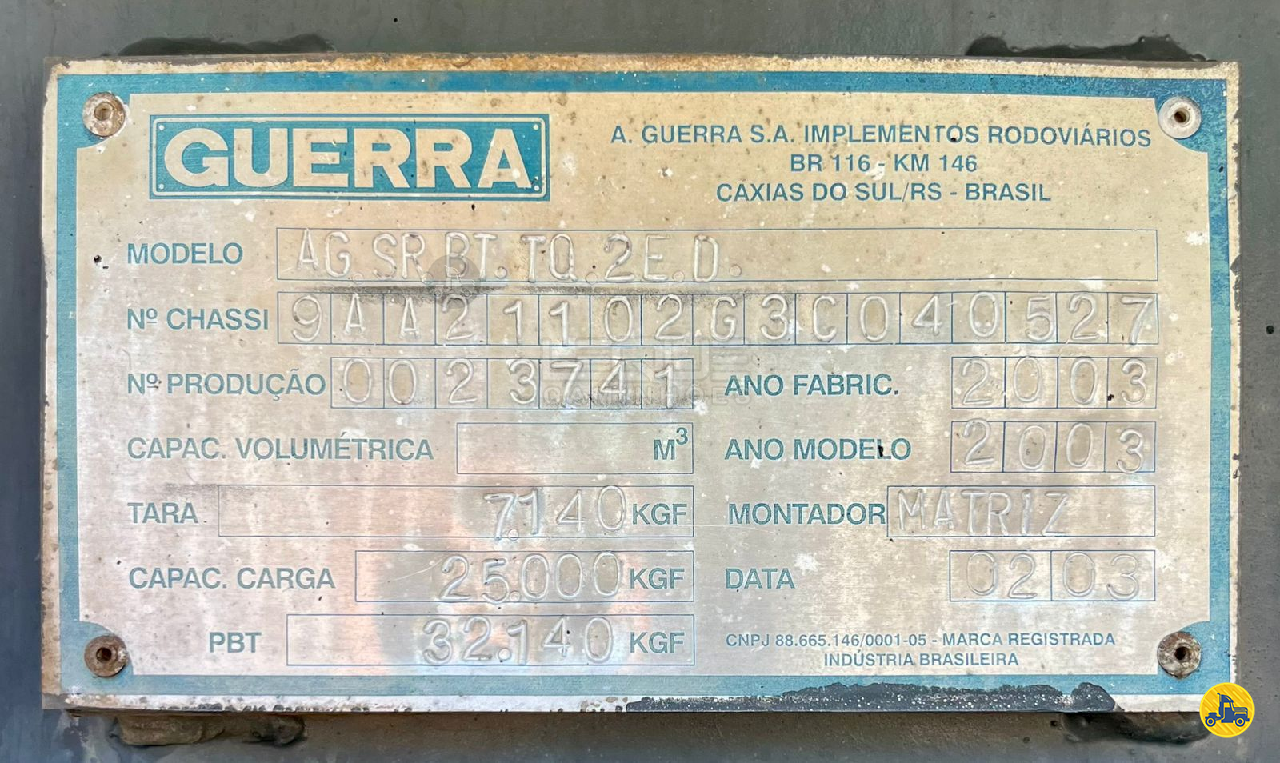 GUERRA
A. GUERRA S.A. IMPLEMENTOS RODOVIÁRIOS
BR 116 - KM 146
CAXIAS DO SUL/RS - BRASIL
MODELO AG.SR.BT.TQ.2E.D.
Nº CHASSI 9AA21102G3C040527
Nº PRODUÇÃO 0023741 ANO FABRIC. 2003
CAPAC. VOLUMÉTRICA M³ ANO MODELO 2003
TARA 7.140 KGF MONTADOR MATRIZ
CAPAC. CARGA 25.000 KGF DATA 0203
PBT 32.140 KGF
CNPJ 88.665.146/0001-05 - MARCA REGISTRADA
INDÚSTRIA BRASILEIRA